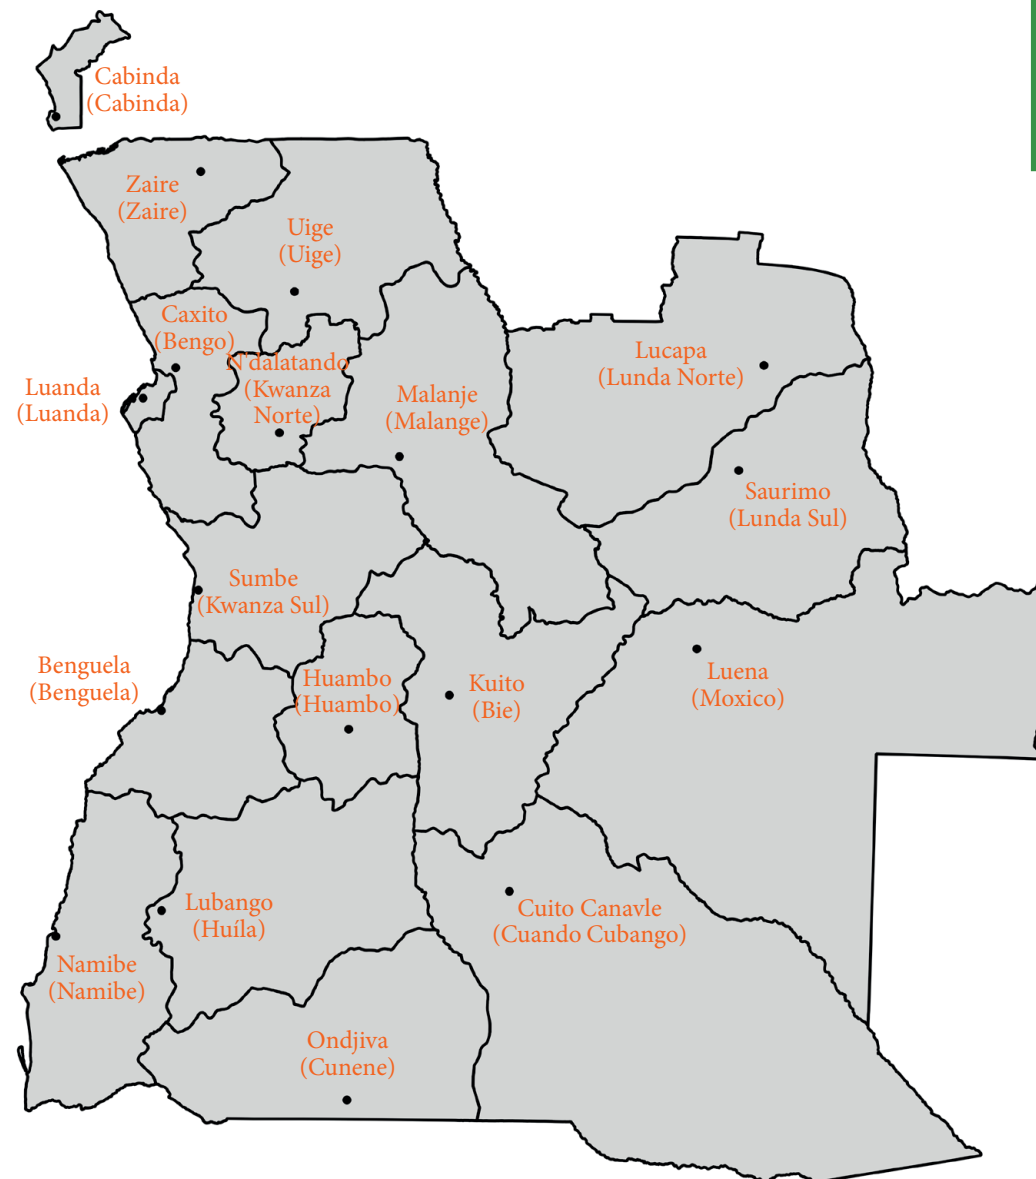 Cabinda
(Cabinda)
Zaire
(Zaire)
Uige
(Uige)
Caxito
(Bengo)
N'dalatando
(Kwanza
Norte)
Luanda
(Luanda)
Malanje
(Malange)
Lucapa
(Lunda Norte)
Saurimo
(Lunda Sul)
Sumbe
(Kwanza Sul)
Benguela
(Benguela)
Huambo
(Huambo)
Kuito
(Bie)
Luena
(Moxico)
Lubango
(Huíla)
Cuito Canavle
(Cuando Cubango)
Namibe
(Namibe)
Ondjiva
(Cunene)